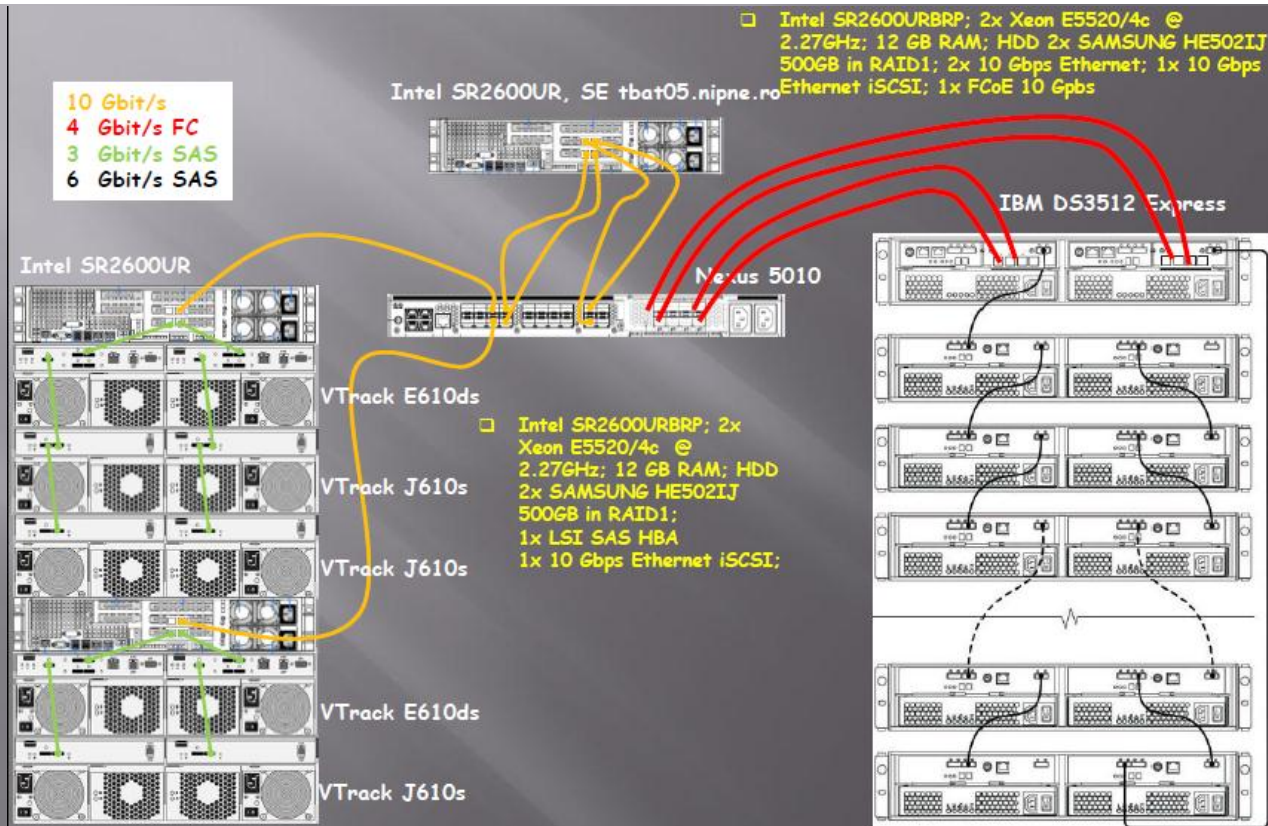 ❑ Intel SR2600URBRP; 2x Xeon E5520/4c @
2.27GHz; 12 GB RAM; HDD 2x SAMSUNG HE502IJ
500GB in RAID1; 2x 10 Gbps Ethernet; 1x 10 Gbps
Ethernet iSCSI; 1x FCoE 10 Gpbs
Intel SR2600UR, SE tbat05.nipne.ro
10 Gbit/s
4 Gbit/s FC
3 Gbit/s SAS
6 Gbit/s SAS
IBM DS3512 Express
Intel SR2600UR
Nexus 5010
VTrack E610ds
❑ Intel SR2600URBRP; 2x
Xeon E5520/4c @
2.27GHz; 12 GB RAM; HDD
2x SAMSUNG HE502IJ
500GB in RAID1;
1x LSI SAS HBA
1x 10 Gbps Ethernet iSCSI;
VTrack J610s
VTrack J610s
VTrack E610ds
VTrack J610s